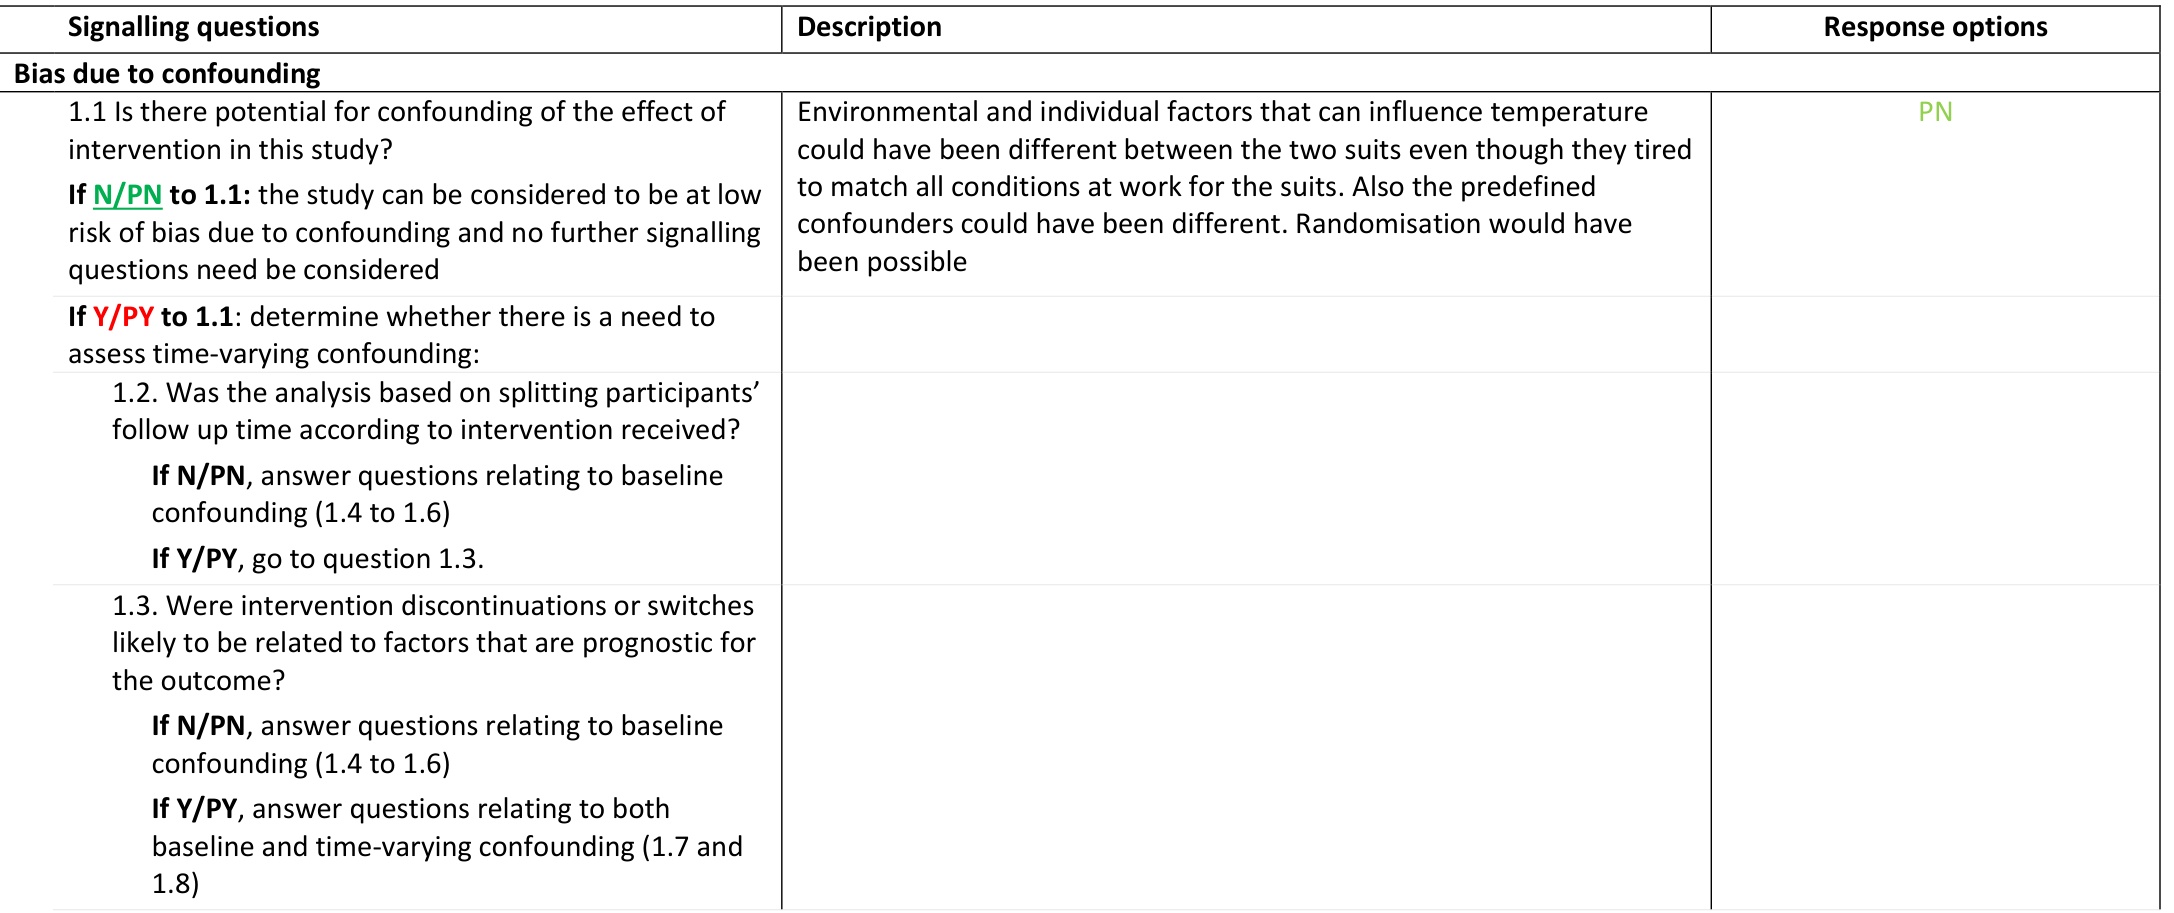 Signalling questions
Description
Response options
Bias due to confounding
1.1 Is there potential for confounding of the effect of
intervention in this study?
If N/PN to 1.1: the study can be considered to be at low
risk of bias due to confounding and no further signalling
questions need be considered
Environmental and individual factors that can influence temperature
could have been different between the two suits even though they tired
to match all conditions at work for the suits. Also the predefined
confounders could have been different. Randomisation would have
been possible
PN
If Y/PY to 1.1: determine whether there is a need to
assess time-varying confounding:
1.2. Was the analysis based on splitting participants’
follow up time according to intervention received?
If N/PN, answer questions relating to baseline
confounding (1.4 to 1.6)
If Y/PY, go to question 1.3.
1.3. Were intervention discontinuations or switches
likely to be related to factors that are prognostic for
the outcome?
If N/PN, answer questions relating to baseline
confounding (1.4 to 1.6)
If Y/PY, answer questions relating to both
baseline and time-varying confounding (1.7 and
1.8)